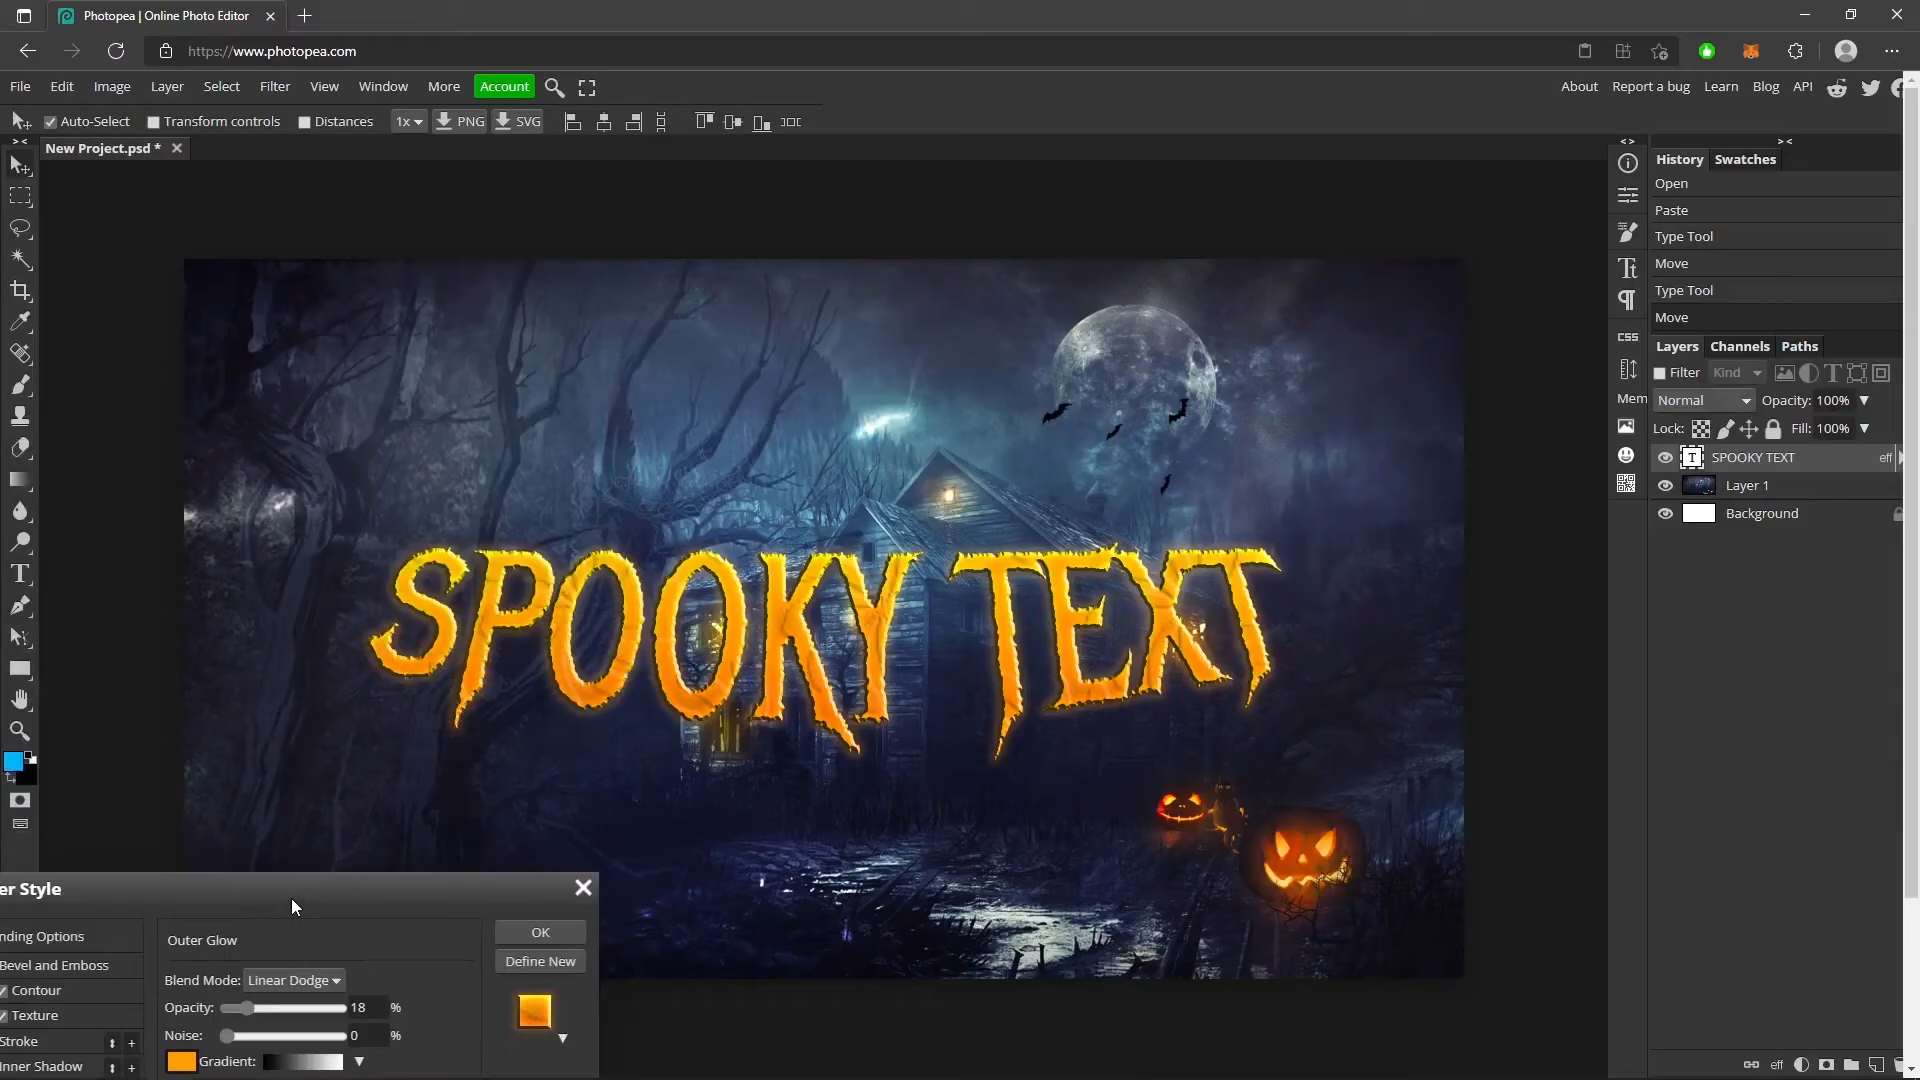 Photopea | Online Photo Editor
https://www.photopea.com
File Edit Image Layer Select Filter View Window More Account
About Report a bug Learn Blog API
Auto-Select Transform controls Distances 1x PNG SVG
New Project.psd *
History Swatches
Open
Paste
Type Tool
Move
Type Tool
Move
CSS
Mem
Layers Channels Paths
Filter Kind
Normal Opacity: 100%
Lock: Fill: 100%
SPOOKY TEXT eff
Layer 1
Background
SPOOKY TEXT
er Style
nding Options
Bevel and Emboss
Contour
Texture
Stroke
Inner Shadow
Outer Glow
Blend Mode: Linear Dodge
Opacity: 18 %
Noise: 0 %
Gradient:
OK
Define New
eff